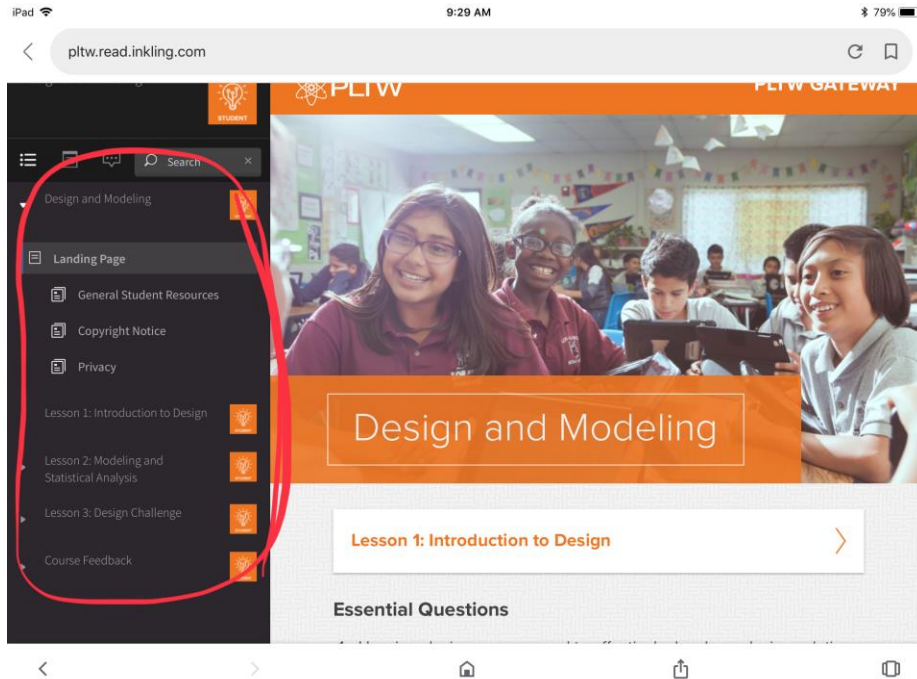 iPad 9:29 AM 79%
pltw.read.inkling.com
STUDENT
PLTW PLTW GATEWAY
Search ×
Design and Modeling
Landing Page
General Student Resources
Copyright Notice
Privacy
Lesson 1: Introduction to Design
Lesson 2: Modeling and
Statistical Analysis
STUDENT
Lesson 3: Design Challenge
Course Feedback
Design and Modeling
Lesson 1: Introduction to Design
Essential Questions